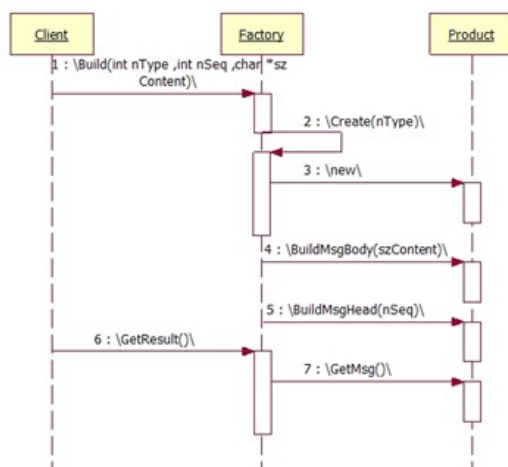 Client
Factory
Product
1 : \Build(int nType ,int nSeq ,char *sz
Content)\
2 : \Create(nType)\
3 : \new\
4 : \BuildMsgBody(szContent)\
5 : \BuildMsgHead(nSeq)\
6 : \GetResult()\
7 : \GetMsg()\